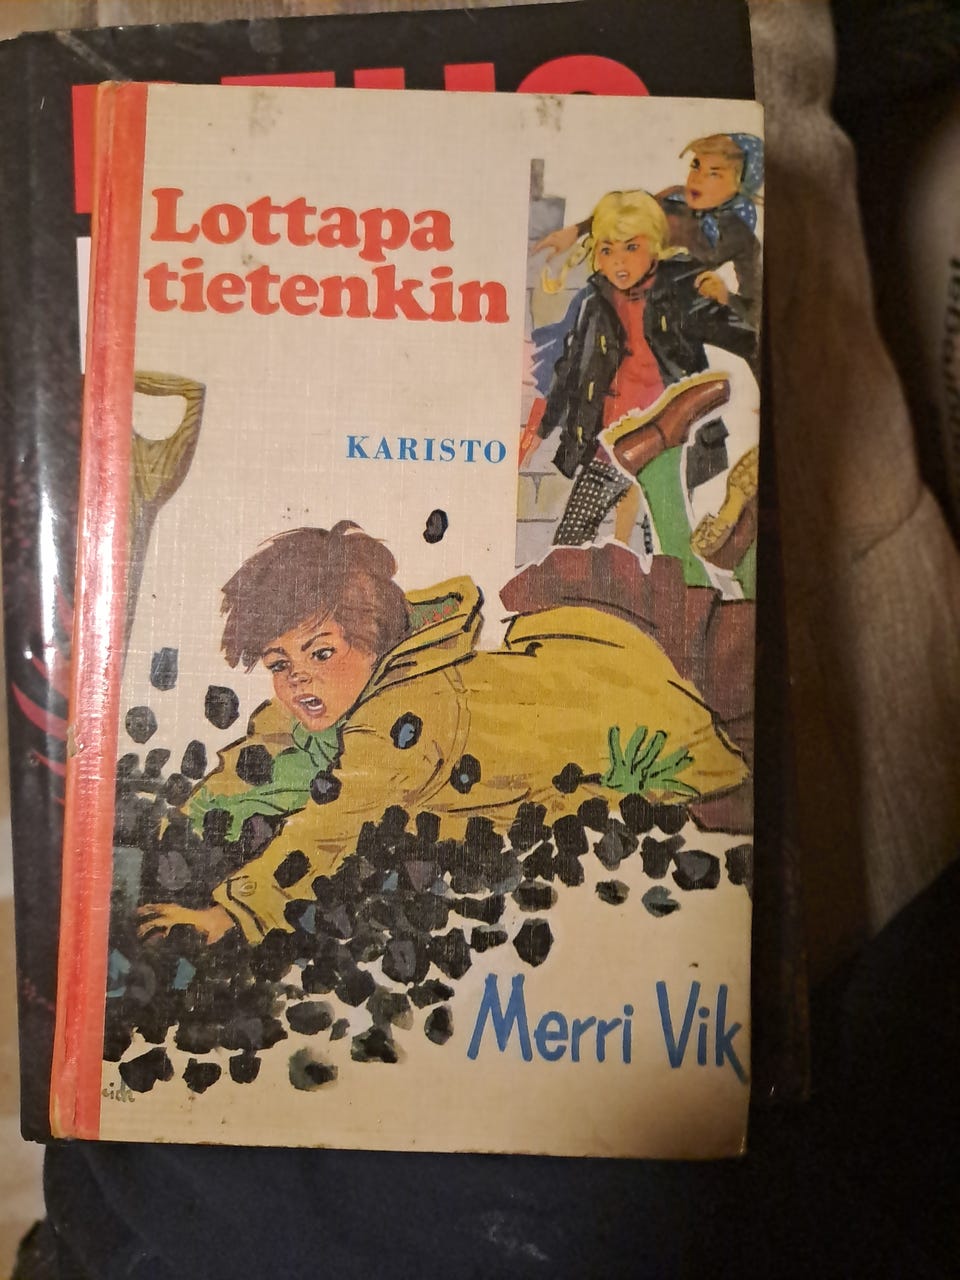 Lottapa
tietenkin
KARISTO
Merri Vik